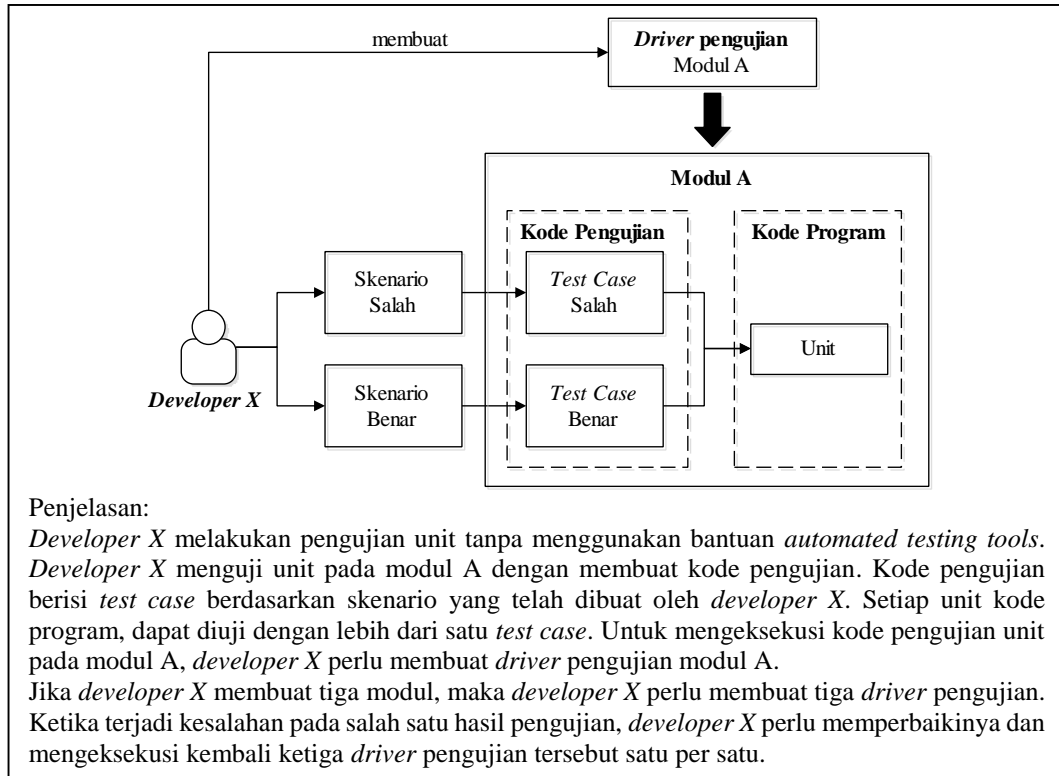 membuat
Driver pengujian
Modul A
Modul A
Kode Pengujian
Kode Program
Skenario
Salah
Test Case
Salah
Unit
Developer X
Skenario
Benar
Test Case
Benar
Penjelasan:
Developer X melakukan pengujian unit tanpa menggunakan bantuan automated testing tools.
Developer X menguji unit pada modul A dengan membuat kode pengujian. Kode pengujian
berisi test case berdasarkan skenario yang telah dibuat oleh developer X. Setiap unit kode
program, dapat diuji dengan lebih dari satu test case. Untuk mengeksekusi kode pengujian unit
pada modul A, developer X perlu membuat driver pengujian modul A.
Jika developer X membuat tiga modul, maka developer X perlu membuat tiga driver pengujian.
Ketika terjadi kesalahan pada salah satu hasil pengujian, developer X perlu memperbaikinya dan
mengeksekusi kembali ketiga driver pengujian tersebut satu per satu.